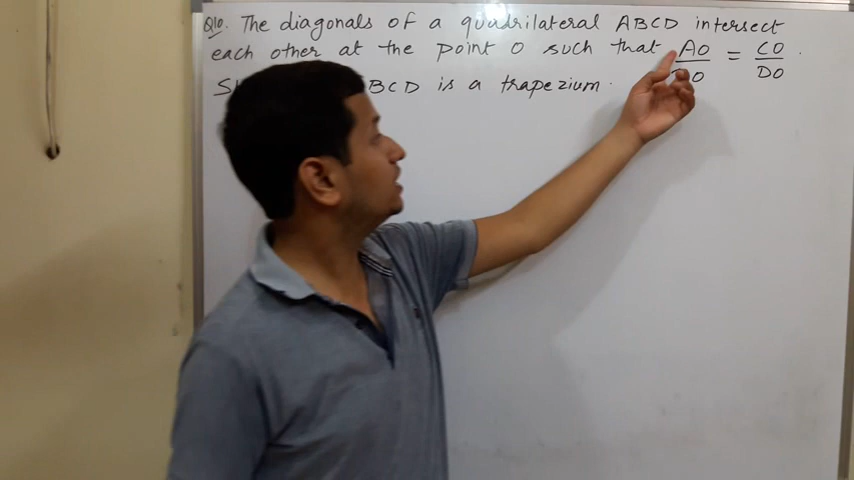 Q10. The diagonals of a quadrilateral ABCD intersect
each other at the point O such that AO/BO = CO/DO.
BCD is a trapezium.